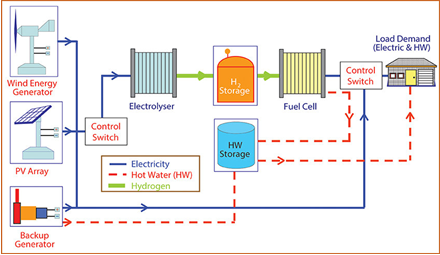 Wind Energy
Generator
PV Array
Backup
Generator
Control
Switch
Electrolyser
H2
Storage
Fuel Cell
HW
Storage
Control
Switch
Load Demand
(Electric & HW)
Electricity
Hot Water (HW)
Hydrogen